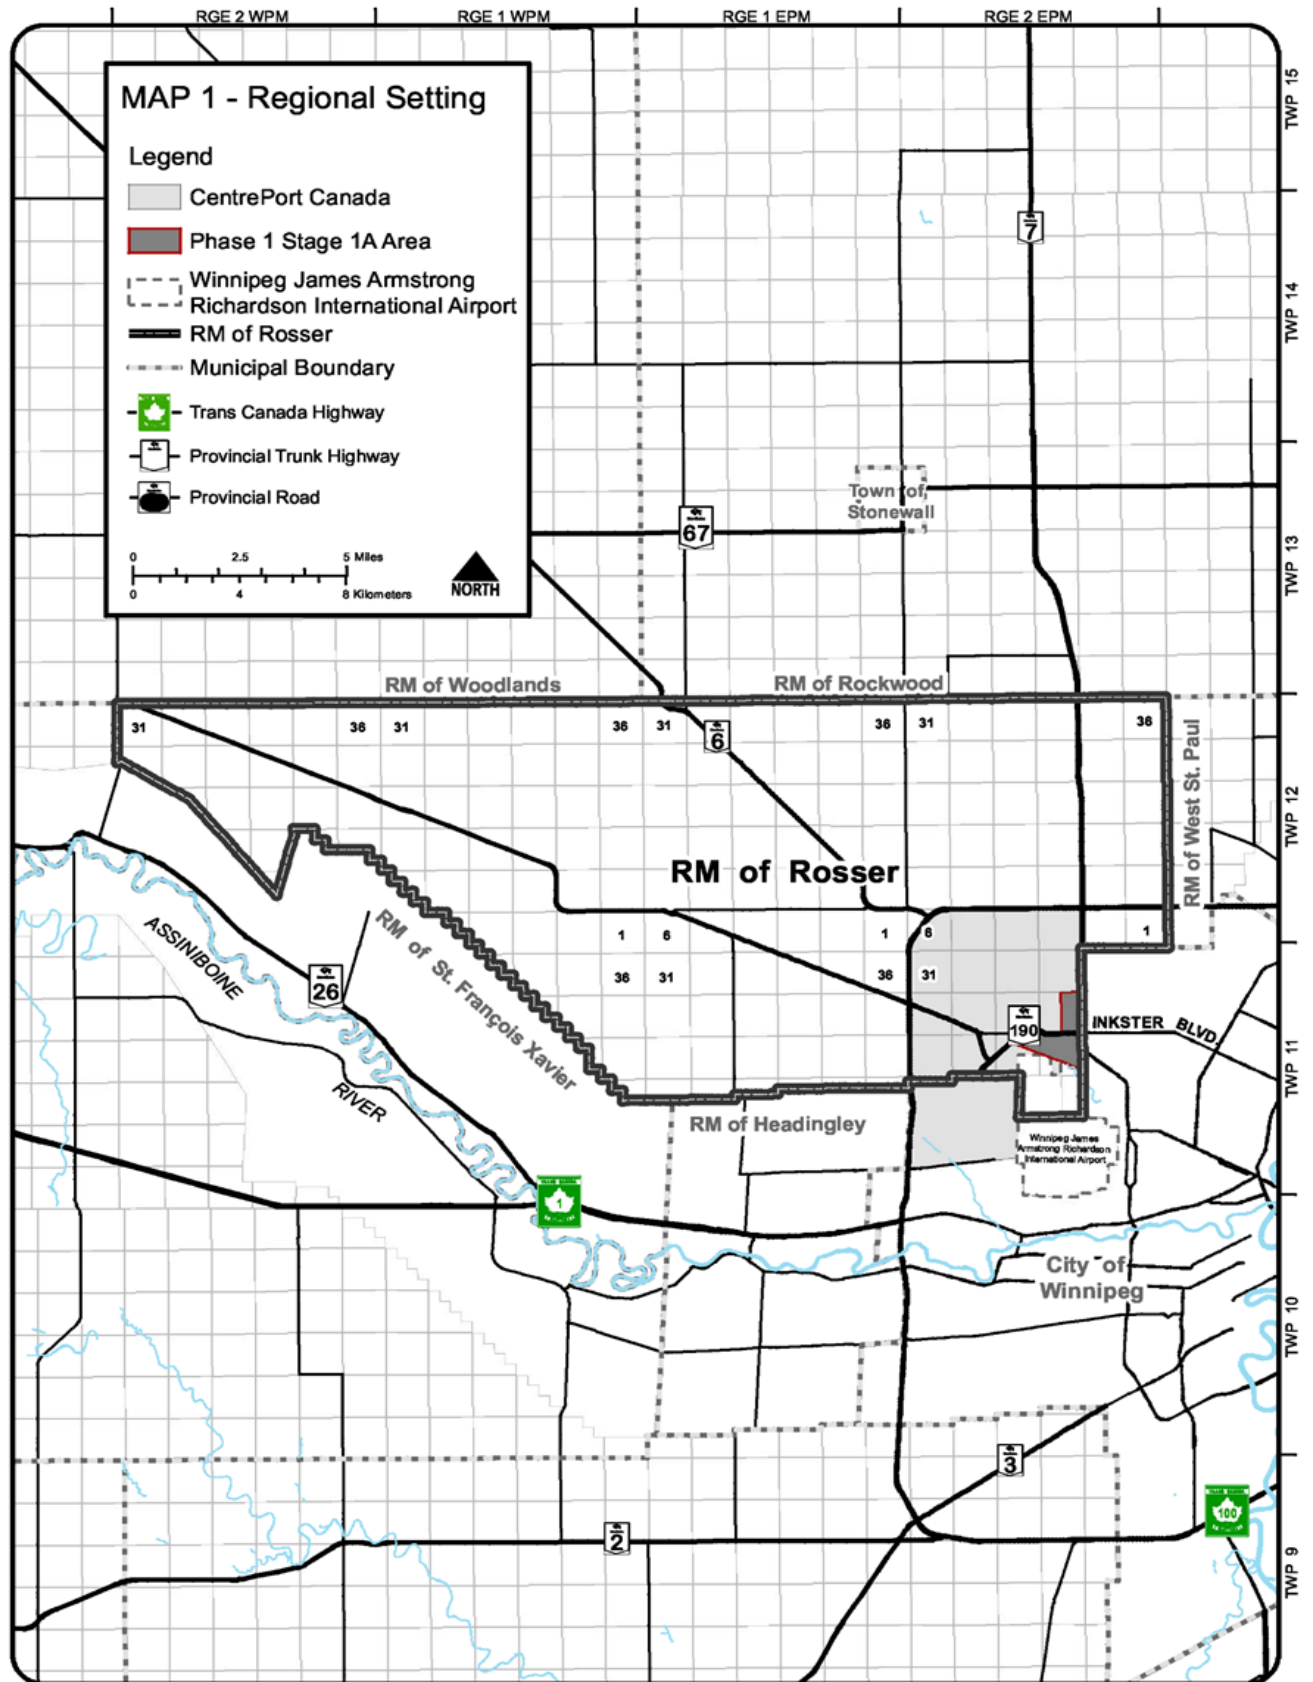 RGE 2 WPM
RGE 1 WPM
RGE 1 EPM
RGE 2 EPM
MAP 1 - Regional Setting
Legend
CentrePort Canada
Phase 1 Stage 1A Area
Winnipeg James Armstrong
Richardson International Airport
RM of Rosser
Municipal Boundary
Trans Canada Highway
Provincial Trunk Highway
Provincial Road
0 2.5 5 Miles
0 4 8 Kilometers
NORTH
TWP 15
7
TWP 14
Town of
Stonewall
67
TWP 13
RM of Woodlands
RM of Rockwood
31
36
31
36
31
36
31
36
6
RM of West St. Paul
TWP 12
RM of Rosser
1
6
1
6
1
36
31
36
31
RM of St. François Xavier
ASSINIBOINE
RIVER
26
190
INKSTER BLVD.
TWP 11
RM of Headingley
Winnipeg James
Armstrong Richardson
International Airport
1
City of
Winnipeg
TWP 10
3
100
2
TWP 9